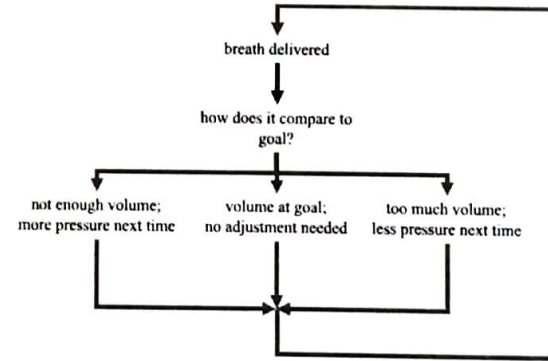 breath delivered
how does it compare to
goal?
not enough volume;
more pressure next time
volume at goal;
no adjustment needed
too much volume;
less pressure next time